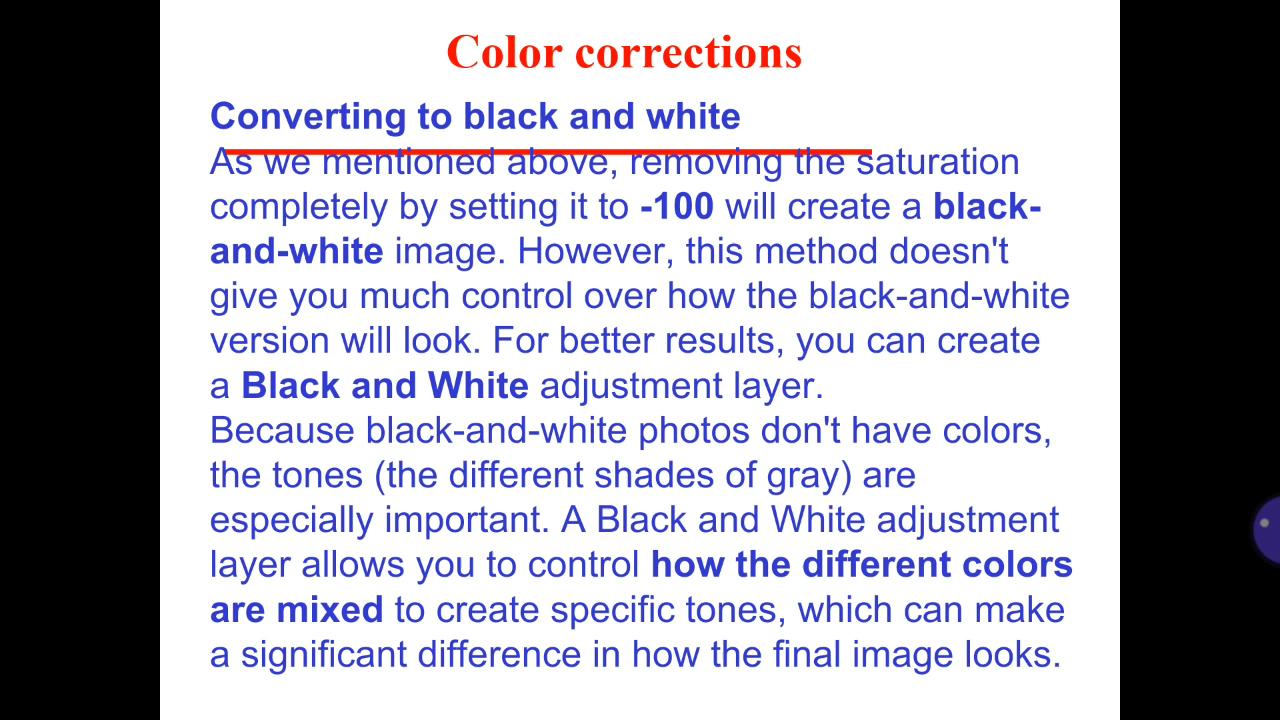 Color corrections
Converting to black and white
As we mentioned above, removing the saturation
completely by setting it to -100 will create a black-
and-white image. However, this method doesn't
give you much control over how the black-and-white
version will look. For better results, you can create
a Black and White adjustment layer.
Because black-and-white photos don't have colors,
the tones (the different shades of gray) are
especially important. A Black and White adjustment
layer allows you to control how the different colors
are mixed to create specific tones, which can make
a significant difference in how the final image looks.